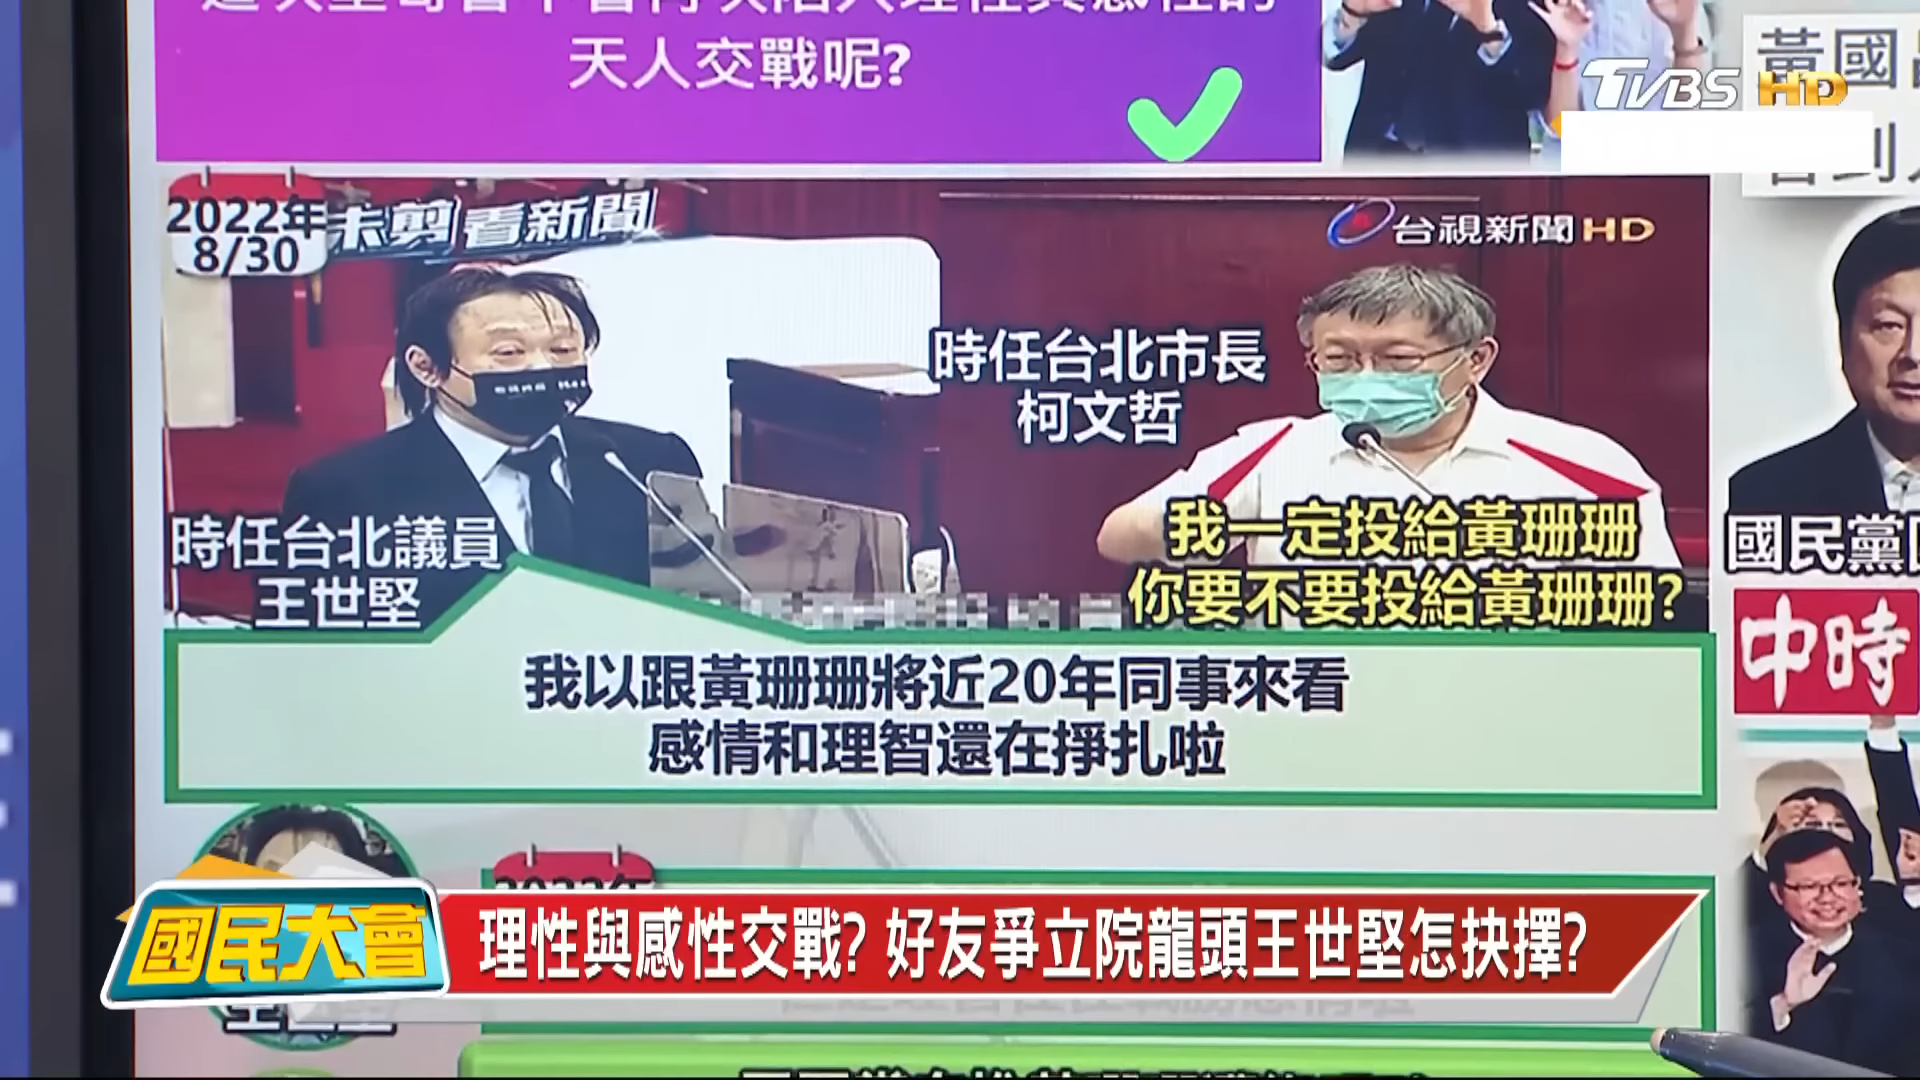 天人交戰呢?
黃國
TVBS HD
2022年
8/30
未剪 看新聞
台視新聞HD
時任台北市長
柯文哲
時任台北議員
王世堅
我一定投給黃珊珊
你要不要投給黃珊珊?
國民黨
中時
我以跟黃珊珊將近20年同事來看
感情和理智還在掙扎啦
國民大會
理性與感性交戰? 好友爭立院龍頭王世堅怎抉擇?